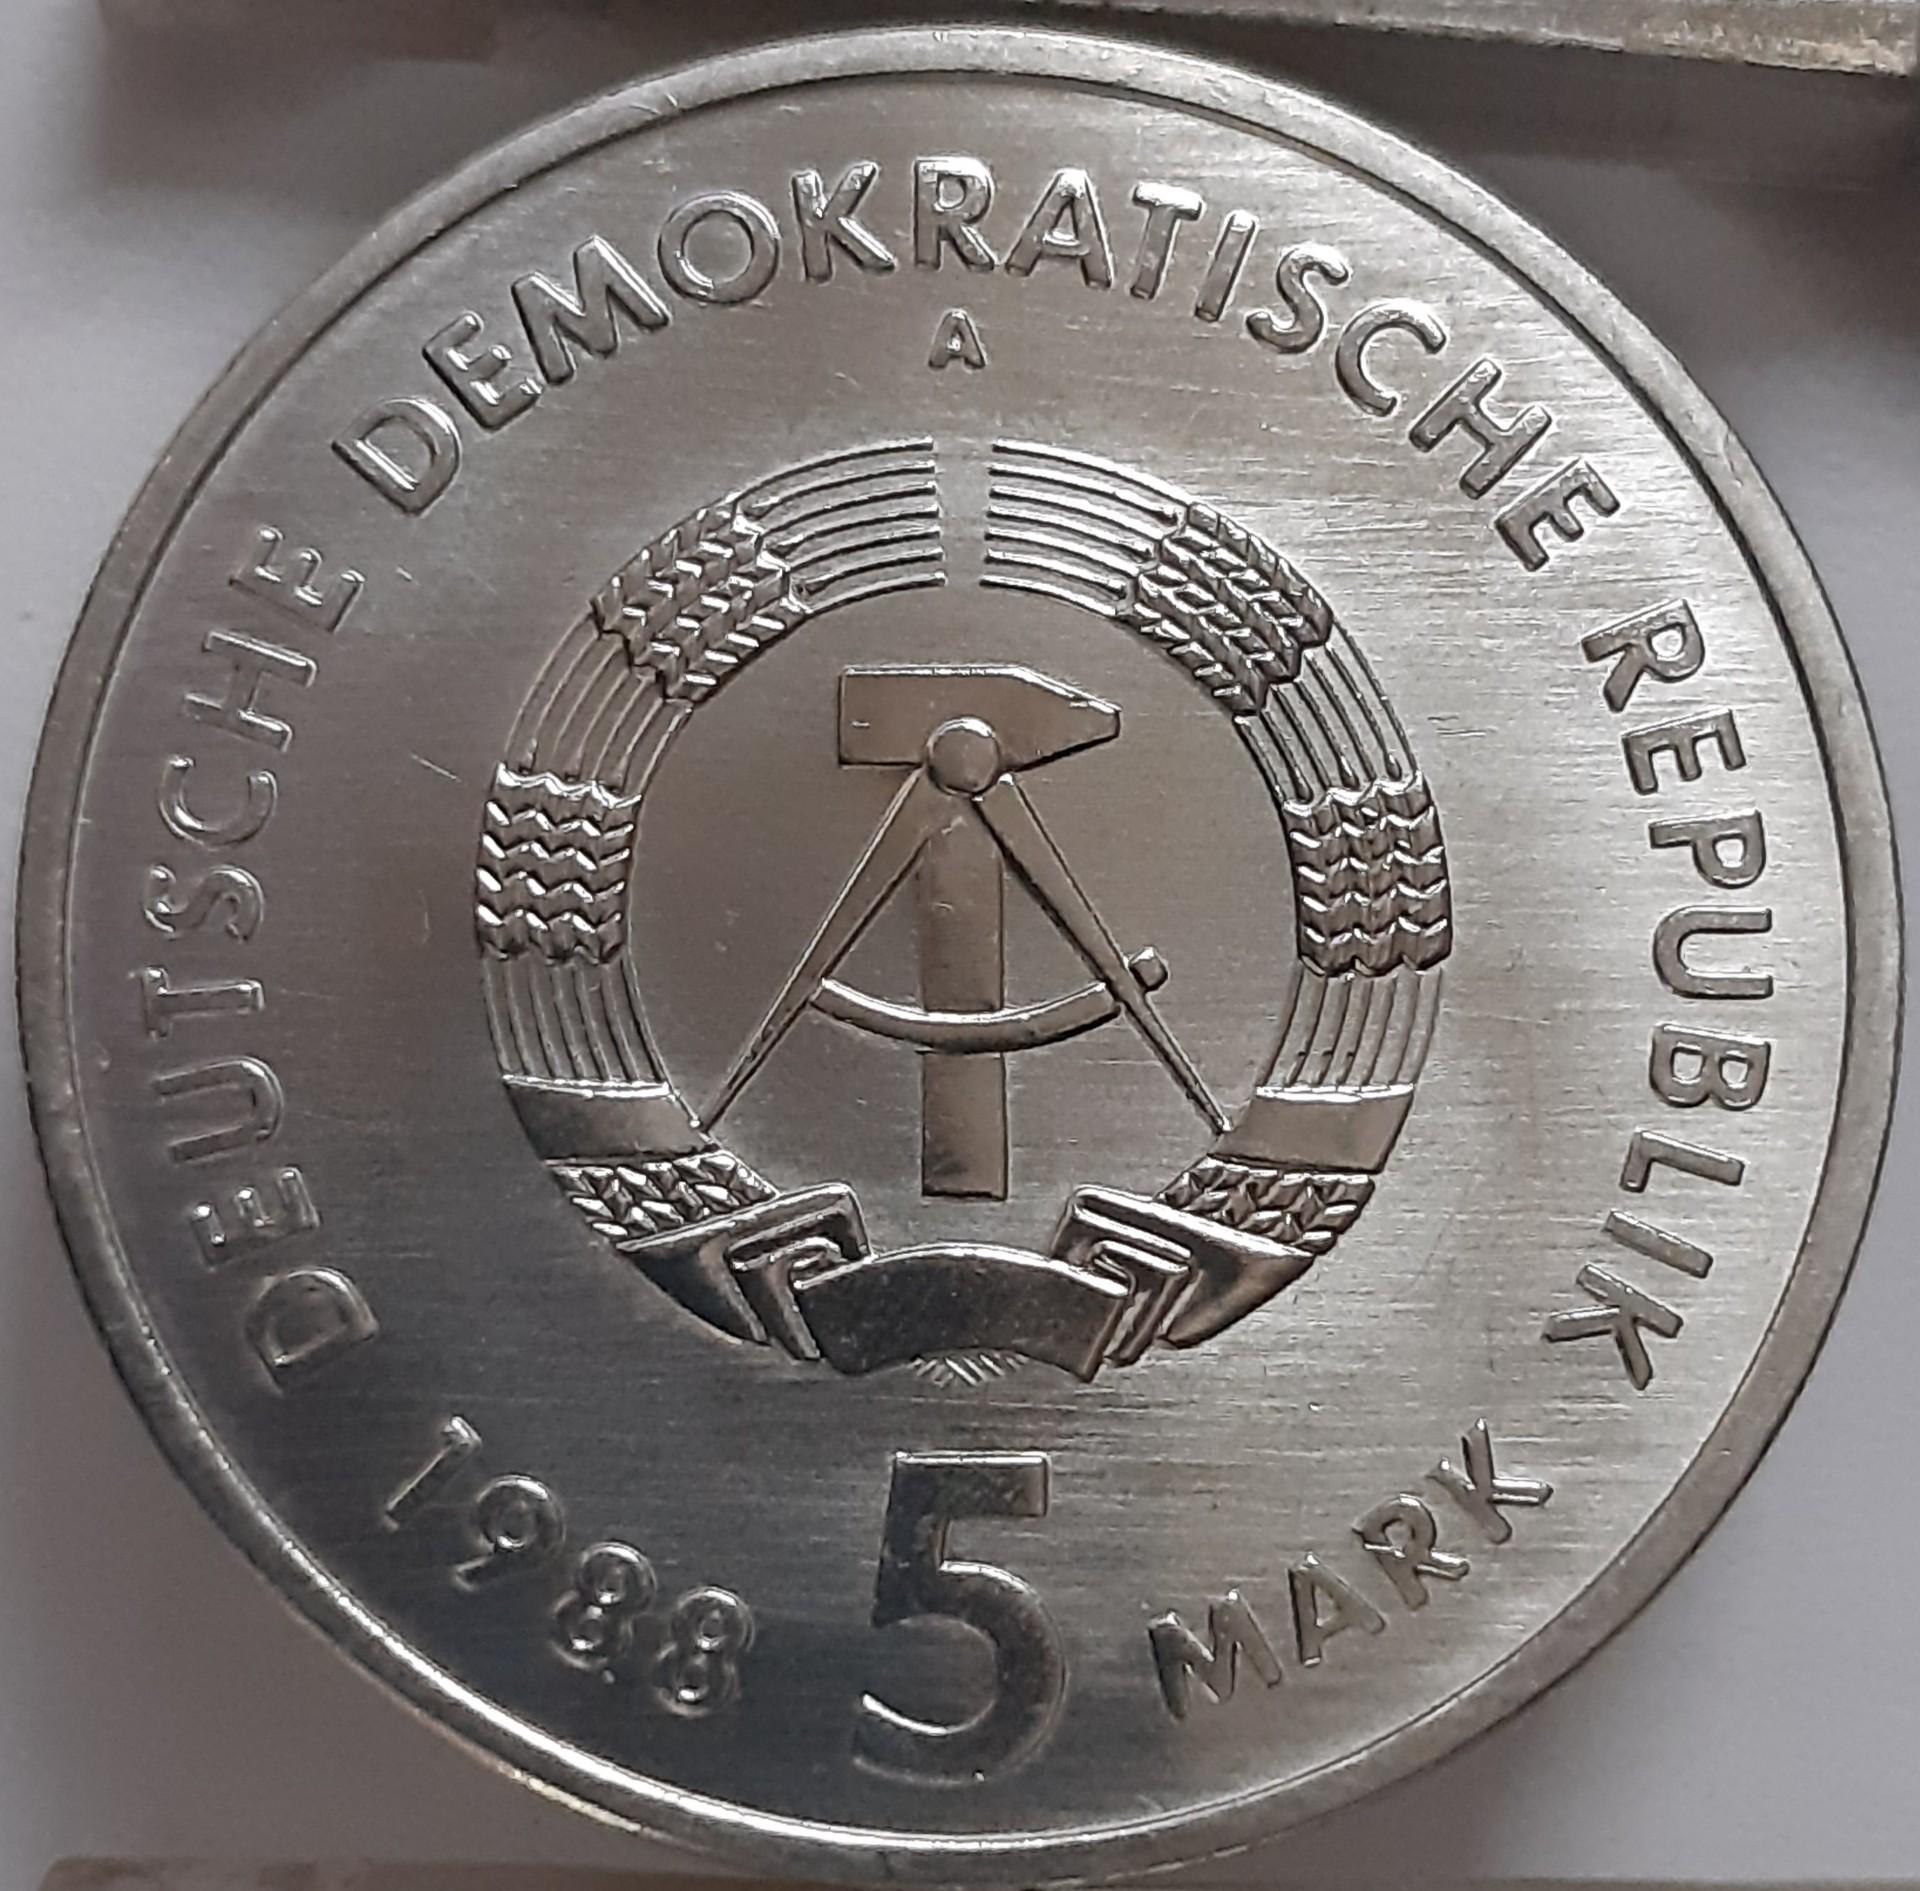 DEUTSCHE DEMOKRATISCHE REPUBLIK
A
1988 5 MARK